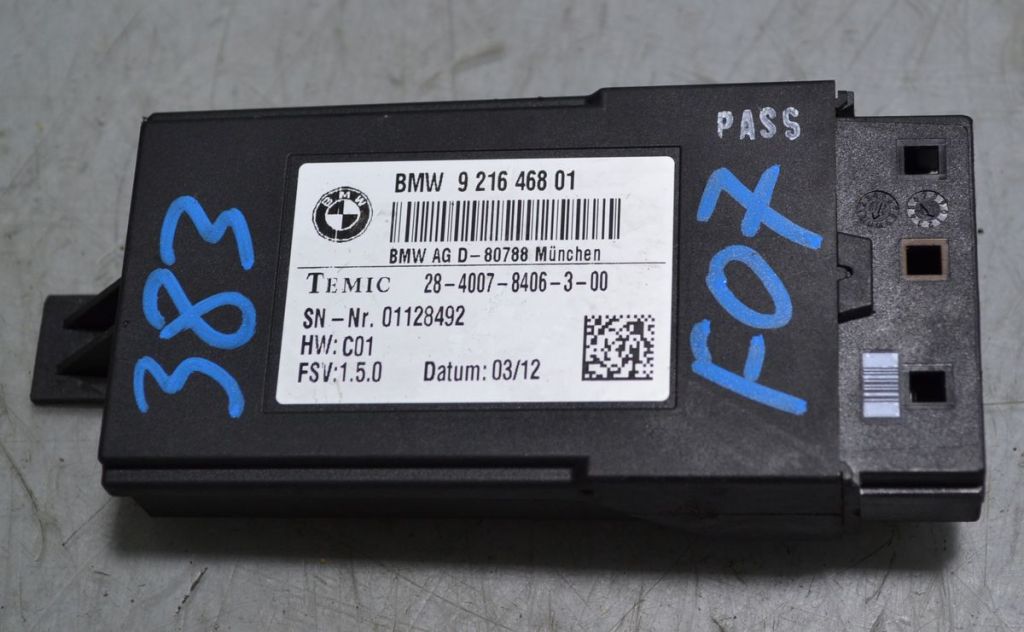 PASS
BMW
BMW 9 216 468 01
BMW AG D-80788 München
TEMIC 28-4007-8406-3-00
SN-Nr. 01128492
HW: C01
FSV:1.5.0 Datum: 03/12
383
F07